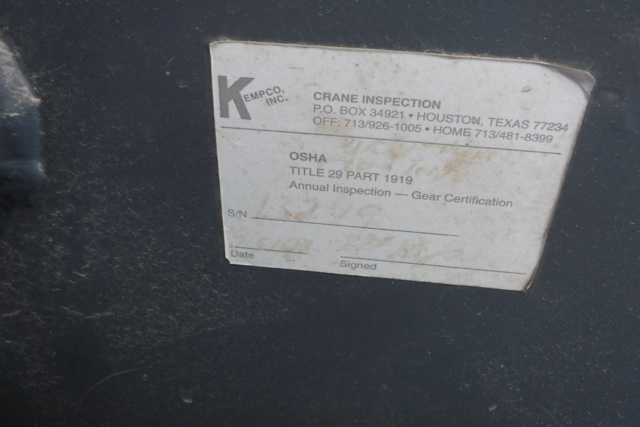 KEMPCO, INC.
CRANE INSPECTION
P.O. BOX 34921 • HOUSTON, TEXAS 77234
OFF: 713/926-1005 • HOME 713/481-8399
OSHA
TITLE 29 PART 1919
Annual Inspection — Gear Certification
S/N
Date
Signed